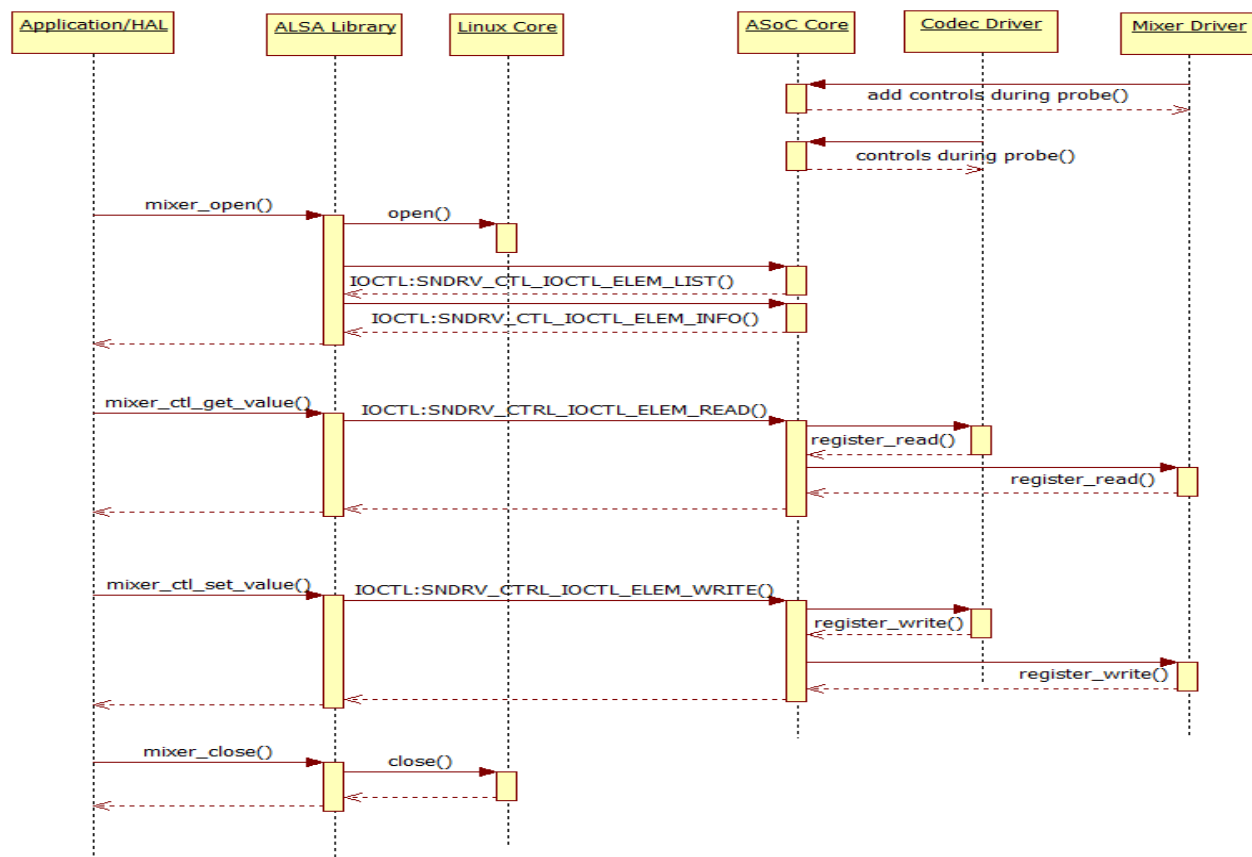 Application/HAL
ALSA Library
Linux Core
ASoC Core
Codec Driver
Mixer Driver
add controls during probe()
controls during probe()
mixer_open()
open()
IOCTL:SNDRV_CTL_IOCTL_ELEM_LIST()
IOCTL:SNDRV_CTL_IOCTL_ELEM_INFO()
mixer_ctl_get_value()
IOCTL:SNDRV_CTRL_IOCTL_ELEM_READ()
register_read()
register_read()
mixer_ctl_set_value()
IOCTL:SNDRV_CTRL_IOCTL_ELEM_WRITE()
register_write()
register_write()
mixer_close()
close()